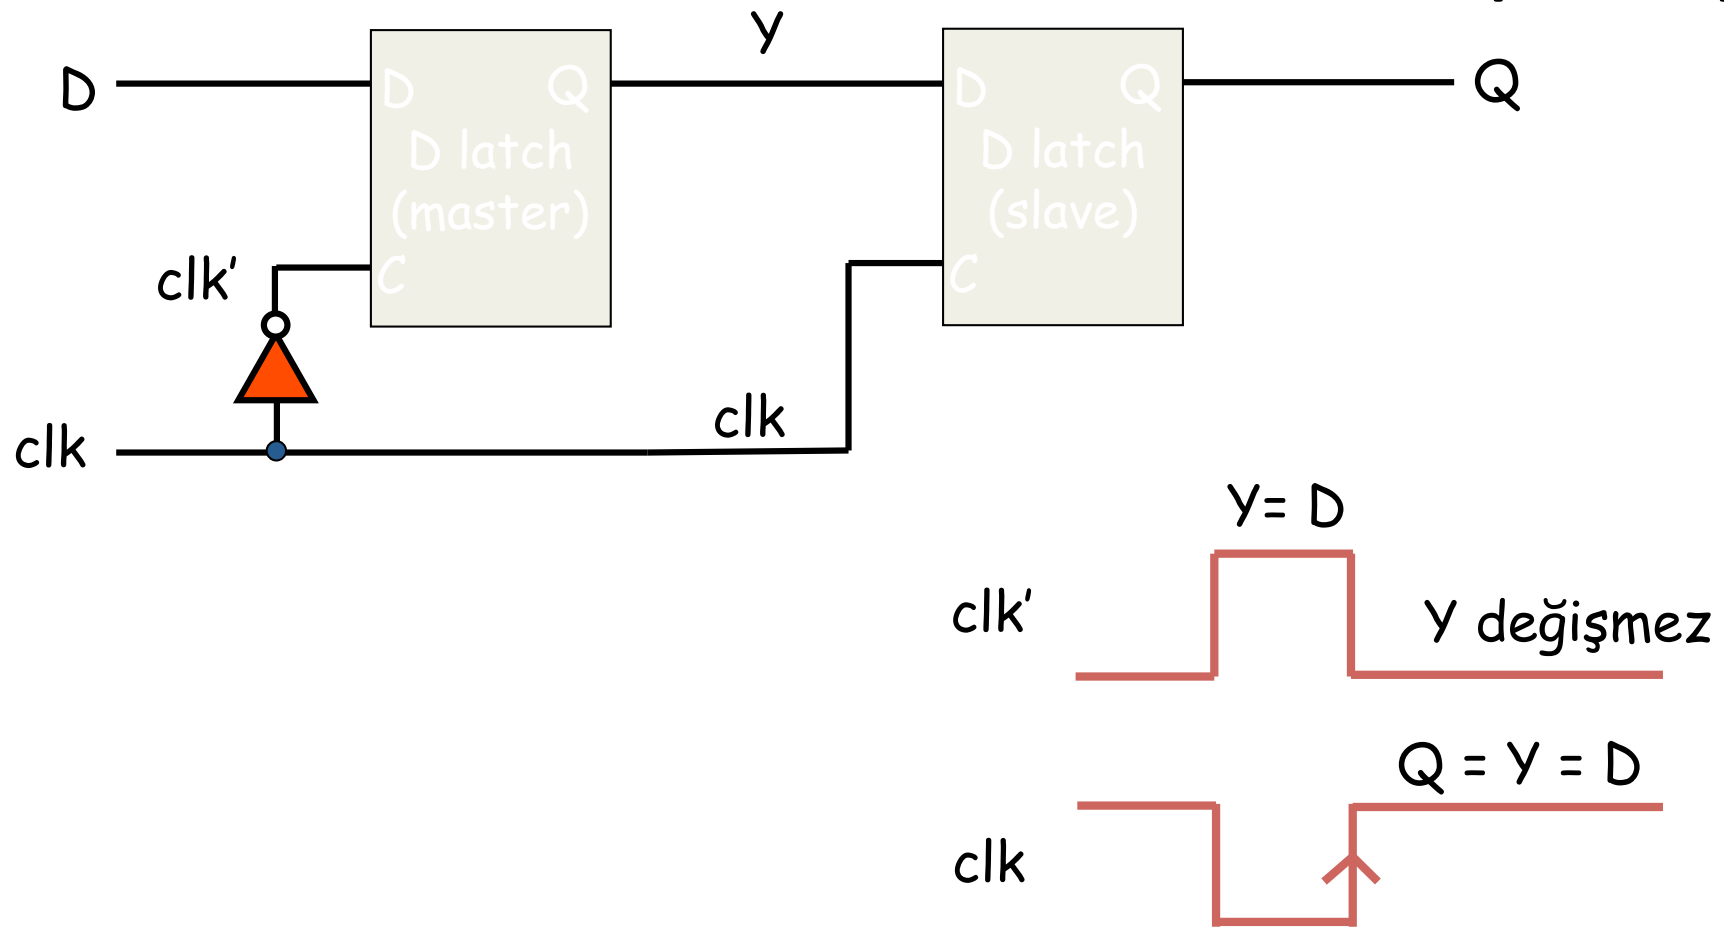 Y
D
D Q
D latch
(master)
C
D Q
D latch
(slave)
C
Q
clk'
clk
clk
Y= D
clk'
Y değişmez
Q = Y = D
clk